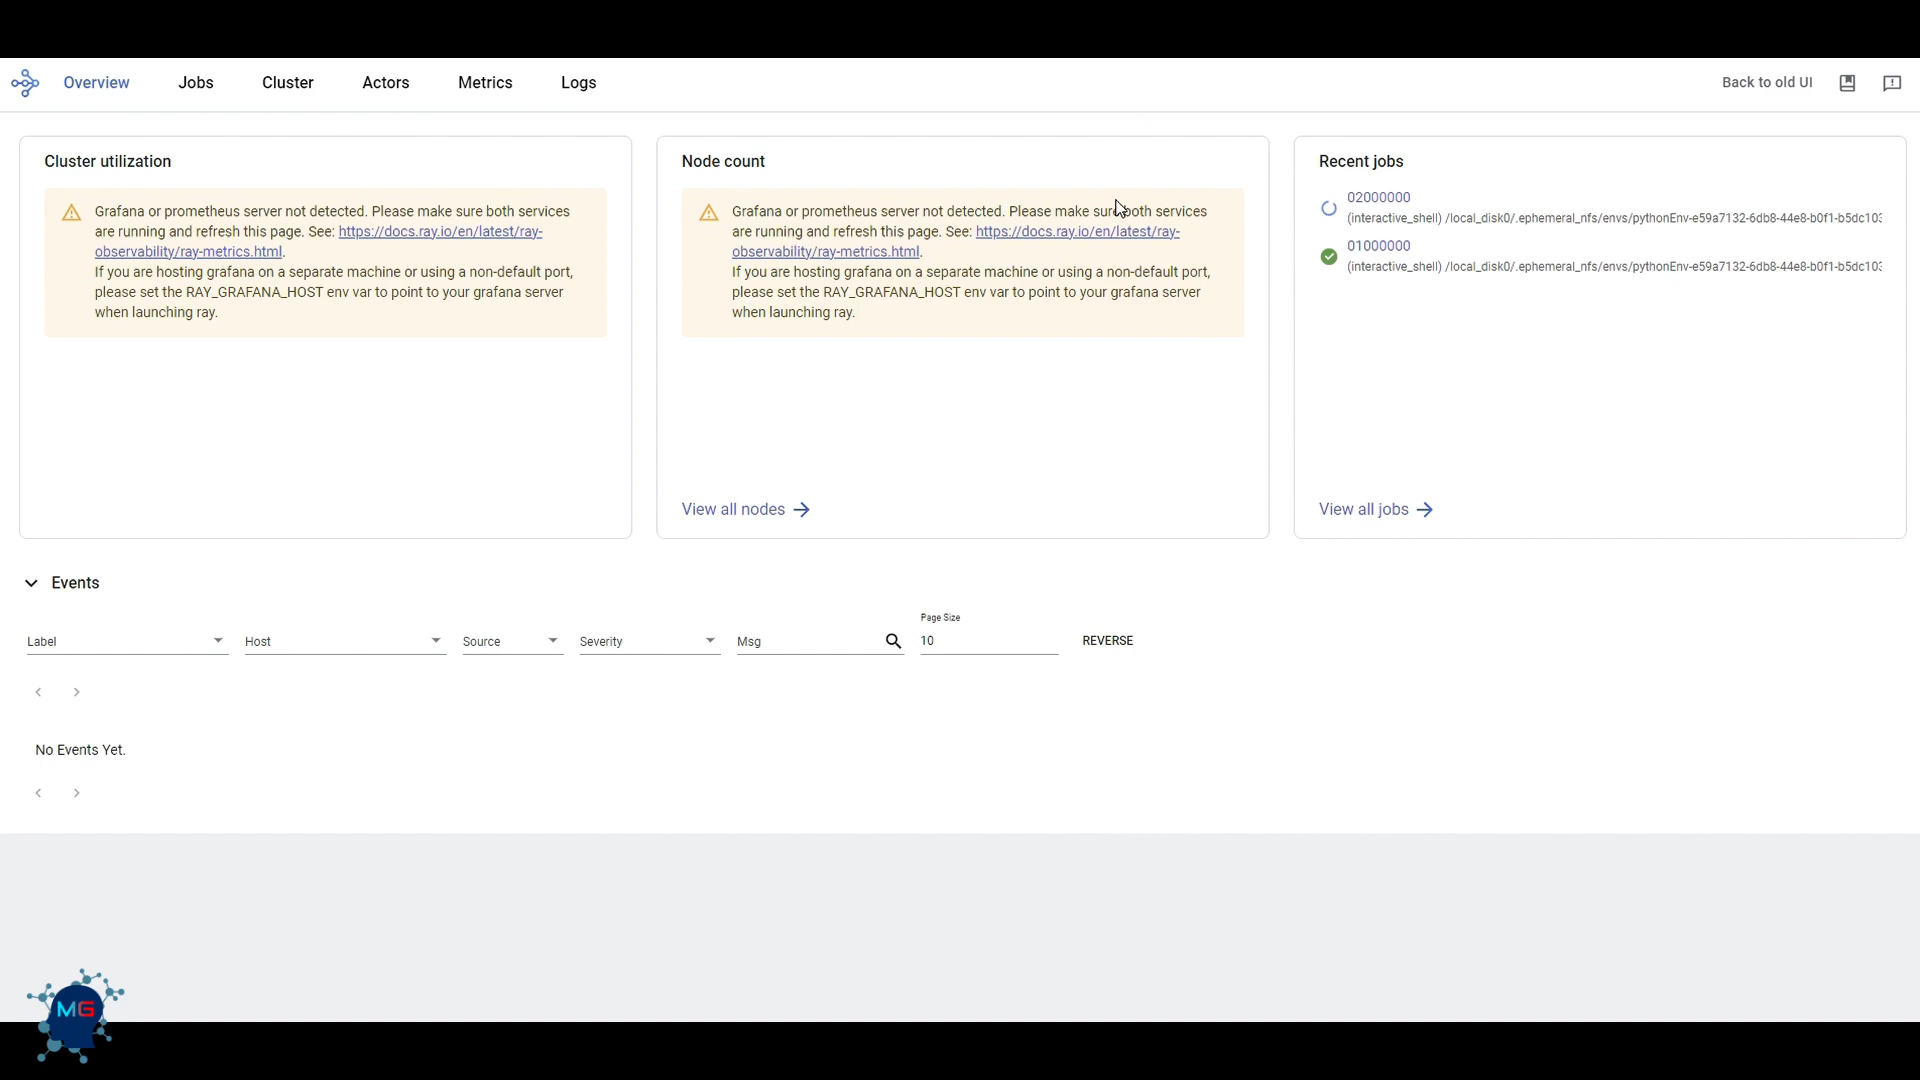 Overview Jobs Cluster Actors Metrics Logs Back to old UI
Cluster utilization
Grafana or prometheus server not detected. Please make sure both services
are running and refresh this page. See: https://docs.ray.io/en/latest/ray-
observability/ray-metrics.html.
If you are hosting grafana on a separate machine or using a non-default port,
please set the RAY_GRAFANA_HOST env var to point to your grafana server
when launching ray.
Node count
Grafana or prometheus server not detected. Please make sure both services
are running and refresh this page. See: https://docs.ray.io/en/latest/ray-
observability/ray-metrics.html.
If you are hosting grafana on a separate machine or using a non-default port,
please set the RAY_GRAFANA_HOST env var to point to your grafana server
when launching ray.
View all nodes
Recent jobs
02000000
(interactive_shell) /local_disk0/.ephemeral_nfs/envs/pythonEnv-e59a7132-6db8-44e8-b0f1-b5dc103
01000000
(interactive_shell) /local_disk0/.ephemeral_nfs/envs/pythonEnv-e59a7132-6db8-44e8-b0f1-b5dc103
View all jobs
Events
Page Size
Label Host Source Severity Msg 10 REVERSE
No Events Yet.
MG